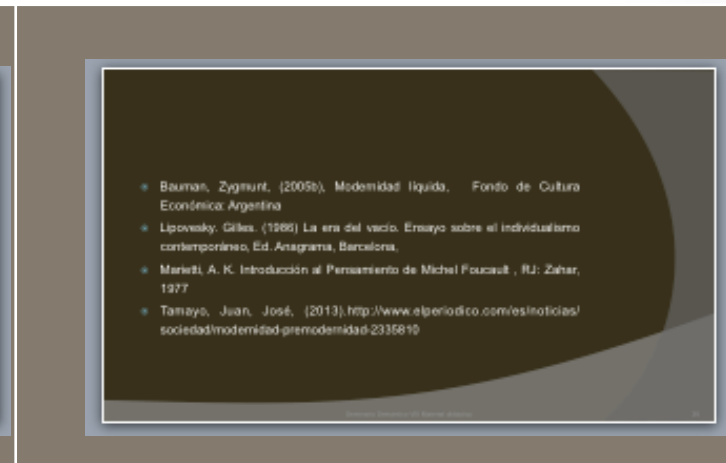 Bauman, Zygmunt, (2005b), Modernidad líquida, Fondo de Cultura
Económica: Argentina
Lipovesky. Gilles. (1986) La era del vacío. Ensayo sobre el individualismo
contemporáneo, Ed. Anagrama, Barcelona,
Marietti, A. K. Introducción al Pensamiento de Michel Foucault , RJ: Zahar,
1977
Tamayo, Juan, José, (2013).http://www.elperiodico.com/es/noticias/
sociedad/modernidad-premodernidad-2335810